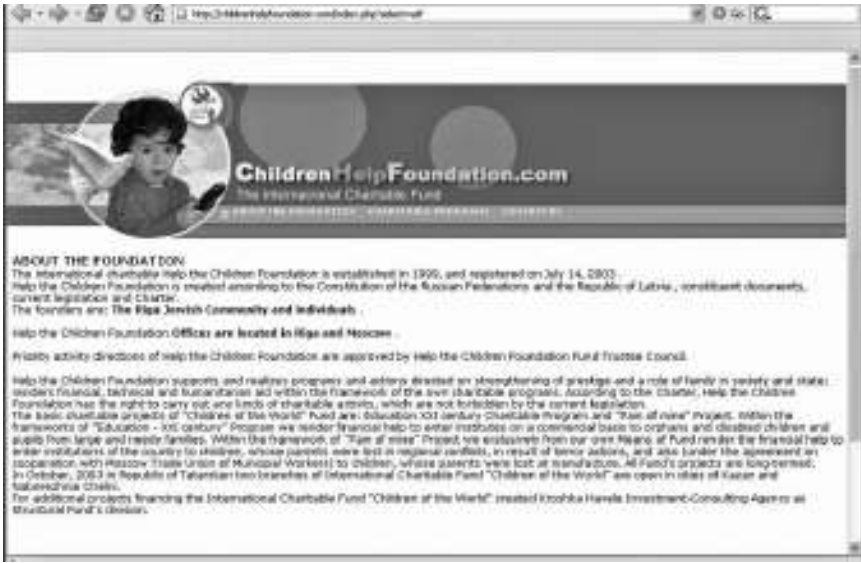 ChildrenHelpFoundation.com
The International Charitable Fund
ABOUT THE FOUNDATION
The international charitable Help the Children Foundation is established in 1999, and registered on July 14, 2003.
Help the Children Foundation is created according to the Constitution of the Russian Federations and the Republic of Latvia , constituent documents,
current legislation and Charter.
The founders are: The Riga Jewish Community and individuals .
Help the Children Foundation Offices are located in Riga and Moscow .
Priority activity directions of Help the Children Foundation are approved by Help the Children Foundation Fund Trustee Council.
Help the Children Foundation supports and realizes programs and actions directed on strengthening of prestige and a role of family in society and state;
renders financial, technical and humanitarian aid within the framework of the own charitable programs. According to the Charter, Help the Children
Foundation has the right to carry out any kinds of charitable activity, which are not forbidden by the current legislation.
The basic charitable projects of "Children of the World" Fund are: Education XXI century Charitable Program and "Pain of mine" Project. Within the
frameworks of "Education - XXI century" Program we render financial help to enter institutes on a commercial basis to orphans and disabled children and
pupils from large and needy families. Within the framework of "Pain of mine" Project we exclusively from our own Means of Fund render the financial help to
enter institutions of the country to children, whose parents were lost in regional conflicts, in result of terror actions, and also (under the agreement on
cooperation with Moscow Trade Union of Municipal Workers) to children, whose parents were lost at manufacture. All Fund's projects are long-termed.
In October, 2003 in Republic of Tatarstan two branches of International Charitable Fund "Children of the World" are open in cities of Kazan and
Naberezhnie Chelni.
For additional projects financing the International Charitable Fund "Children of the World" created Kroshka Investment-Consulting Agency as
Structural Fund's division.